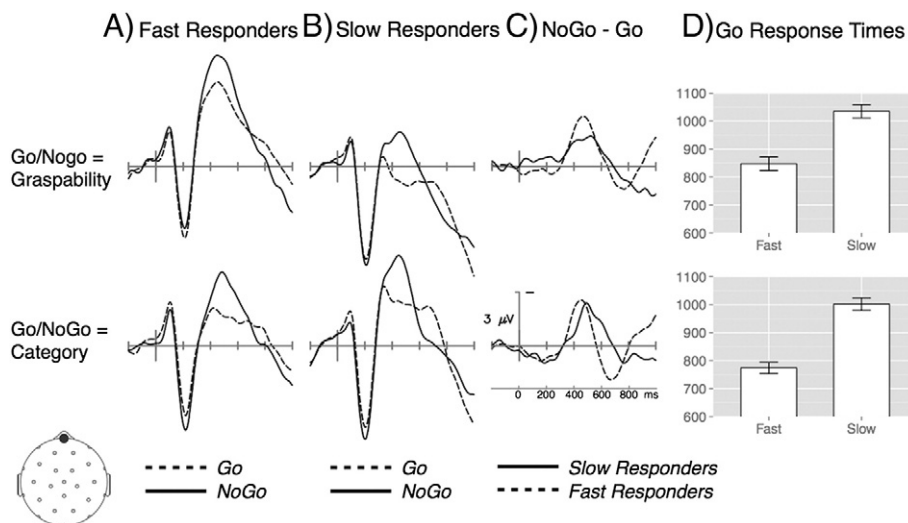 A) Fast Responders B) Slow Responders C) NoGo - Go D) Go Response Times
Go/Nogo =
Graspability
1100
1000
900
800
700
600
Fast Slow
Go/NoGo =
Category
3 μV
0 200 400 600 800 ms
1100
1000
900
800
700
600
Fast Slow
Go Go Slow Responders
NoGo NoGo Fast Responders